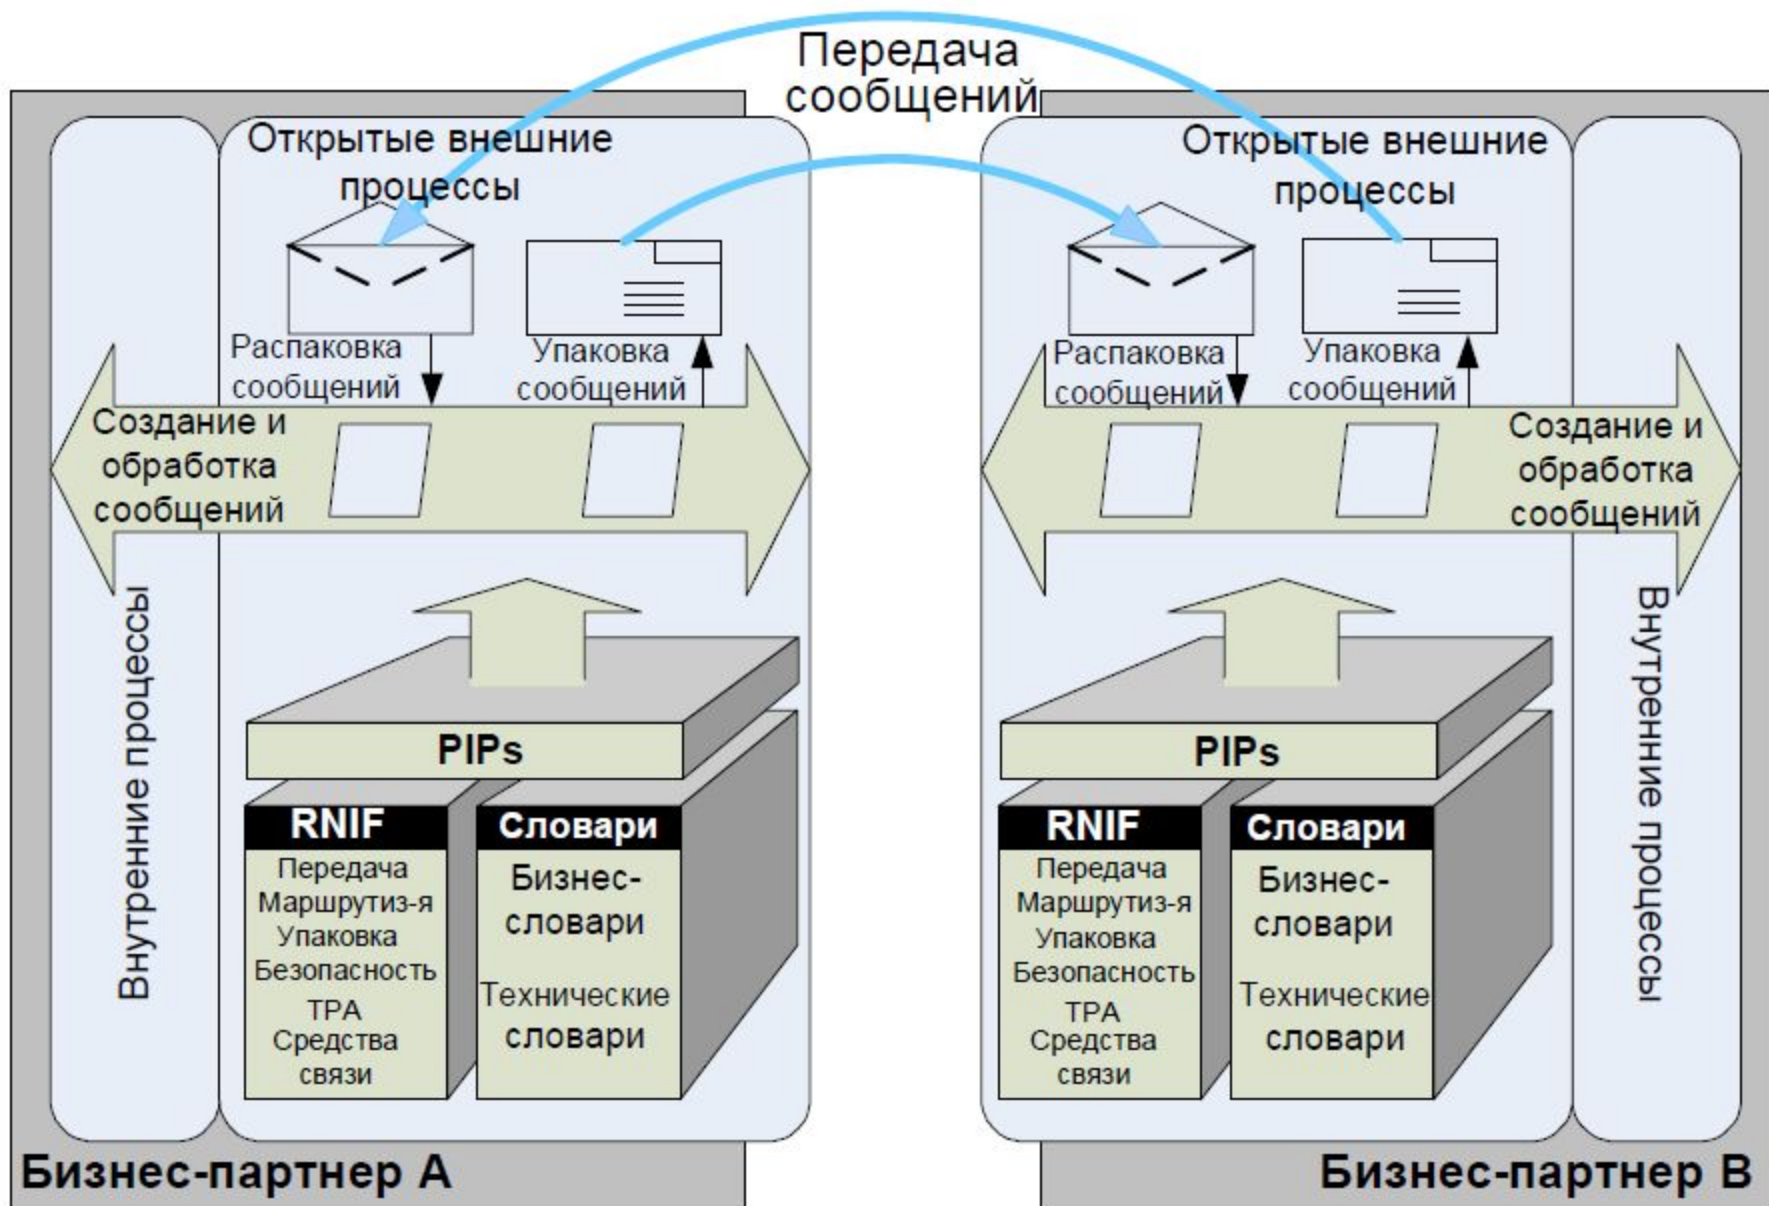 Передача
сообщений
Открытые внешние
процессы
Распаковка
сообщений
Упаковка
сообщений
Создание и
обработка
сообщений
Внутренние процессы
PIPs
RNIF
Передача
Маршрутиз-я
Упаковка
Безопасность
ТРА
Средства
связи
Словари
Бизнес-
словари
Технические
словари
Бизнес-партнер А
Открытые внешние
процессы
Распаковка
сообщений
Упаковка
сообщений
Создание и
обработка
сообщений
Внутренние процессы
PIPs
RNIF
Передача
Маршрутиз-я
Упаковка
Безопасность
ТРА
Средства
связи
Словари
Бизнес-
словари
Технические
словари
Бизнес-партнер В